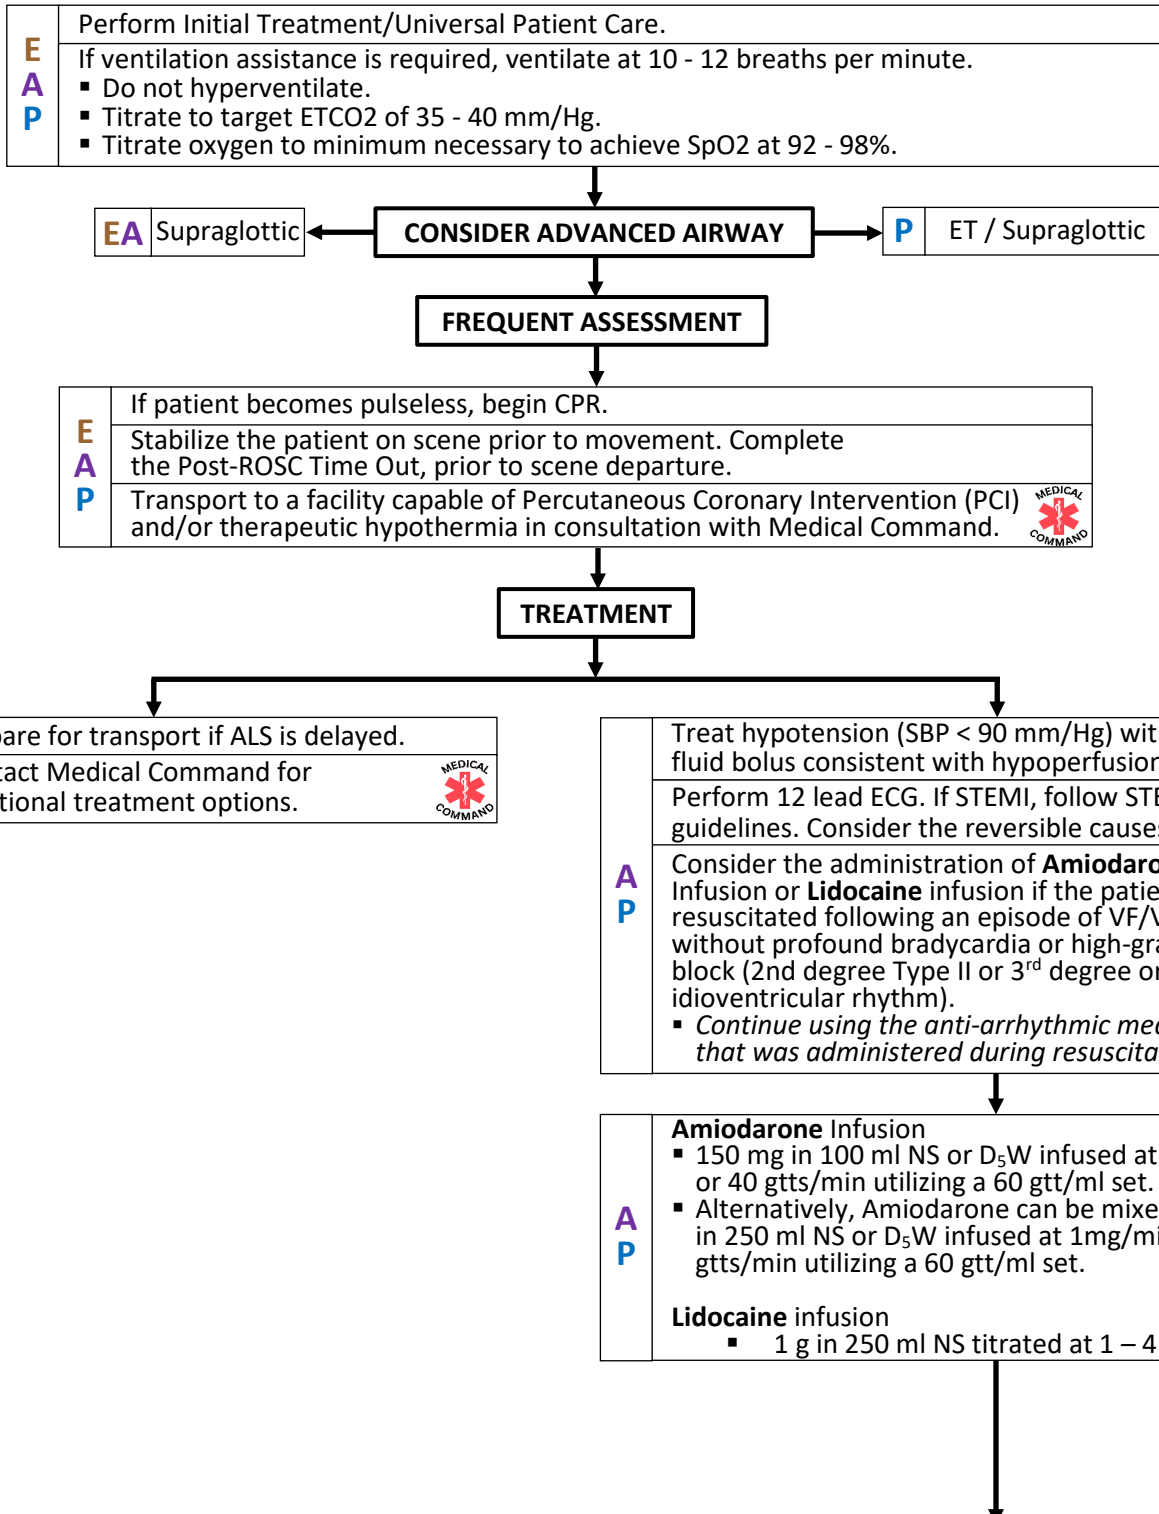 E
A
P
Perform Initial Treatment/Universal Patient Care.
If ventilation assistance is required, ventilate at 10 - 12 breaths per minute.
▪ Do not hyperventilate.
▪ Titrate to target ETCO2 of 35 - 40 mm/Hg.
▪ Titrate oxygen to minimum necessary to achieve SpO2 at 92 - 98%.
EA Supraglottic
CONSIDER ADVANCED AIRWAY
P ET / Supraglottic
FREQUENT ASSESSMENT
E
A
P
If patient becomes pulseless, begin CPR.
Stabilize the patient on scene prior to movement. Complete
the Post-ROSC Time Out, prior to scene departure.
Transport to a facility capable of Percutaneous Coronary Intervention (PCI)
and/or therapeutic hypothermia in consultation with Medical Command.
MEDICAL
COMMAND
TREATMENT
are for transport if ALS is delayed.
tact Medical Command for
tional treatment options.
MEDICAL
COMMAND
A
P
Treat hypotension (SBP < 90 mm/Hg) wit
fluid bolus consistent with hypoperfusion
Perform 12 lead ECG. If STEMI, follow STE
guidelines. Consider the reversible causes
Consider the administration of Amiodaro
Infusion or Lidocaine infusion if the patie
resuscitated following an episode of VF/V
without profound bradycardia or high-gra
block (2nd degree Type II or 3rd degree or
idioventricular rhythm).
▪ Continue using the anti-arrhythmic med
that was administered during resuscita
A
P
Amiodarone Infusion
▪ 150 mg in 100 ml NS or D₅W infused at
or 40 gtts/min utilizing a 60 gtt/ml set.
▪ Alternatively, Amiodarone can be mixe
in 250 ml NS or D₅W infused at 1mg/mi
gtts/min utilizing a 60 gtt/ml set.
Lidocaine infusion
▪ 1 g in 250 ml NS titrated at 1 – 4